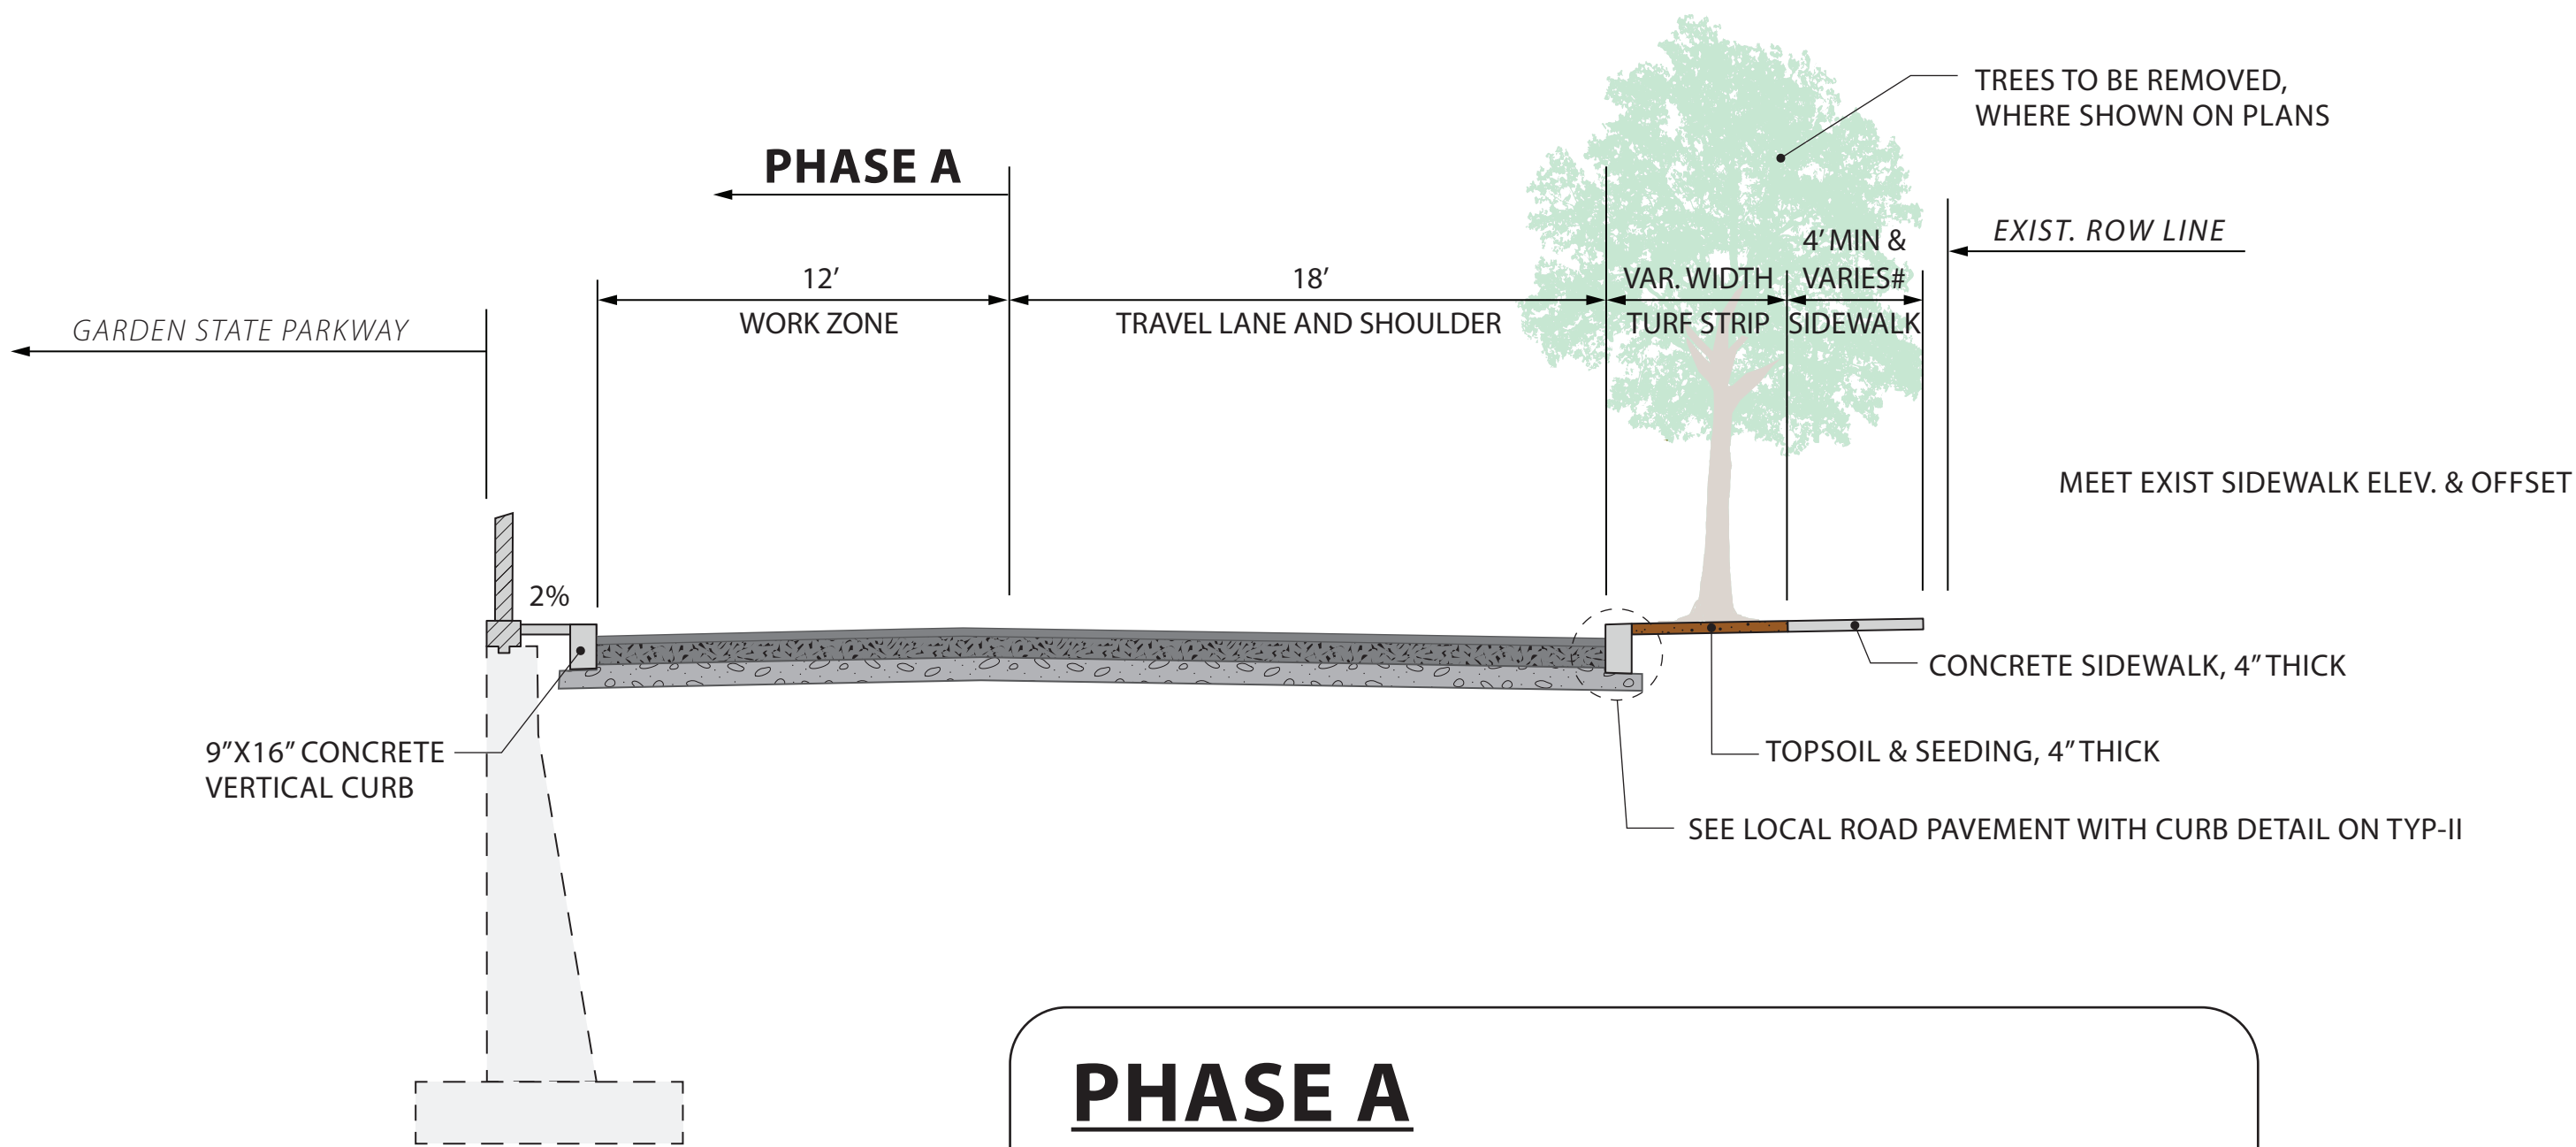 TREES TO BE REMOVED,
WHERE SHOWN ON PLANS
PHASE A
EXIST. ROW LINE
4’ MIN &
12’
18’
VAR. WIDTH
VARIES#
GARDEN STATE PARKWAY
WORK ZONE
TRAVEL LANE AND SHOULDER
TURF STRIP
SIDEWALK
MEET EXIST SIDEWALK ELEV. & OFFSET
2%
CONCRETE SIDEWALK, 4” THICK
9”X16” CONCRETE
VERTICAL CURB
TOPSOIL & SEEDING, 4” THICK
SEE LOCAL ROAD PAVEMENT WITH CURB DETAIL ON TYP-II
PHASE A